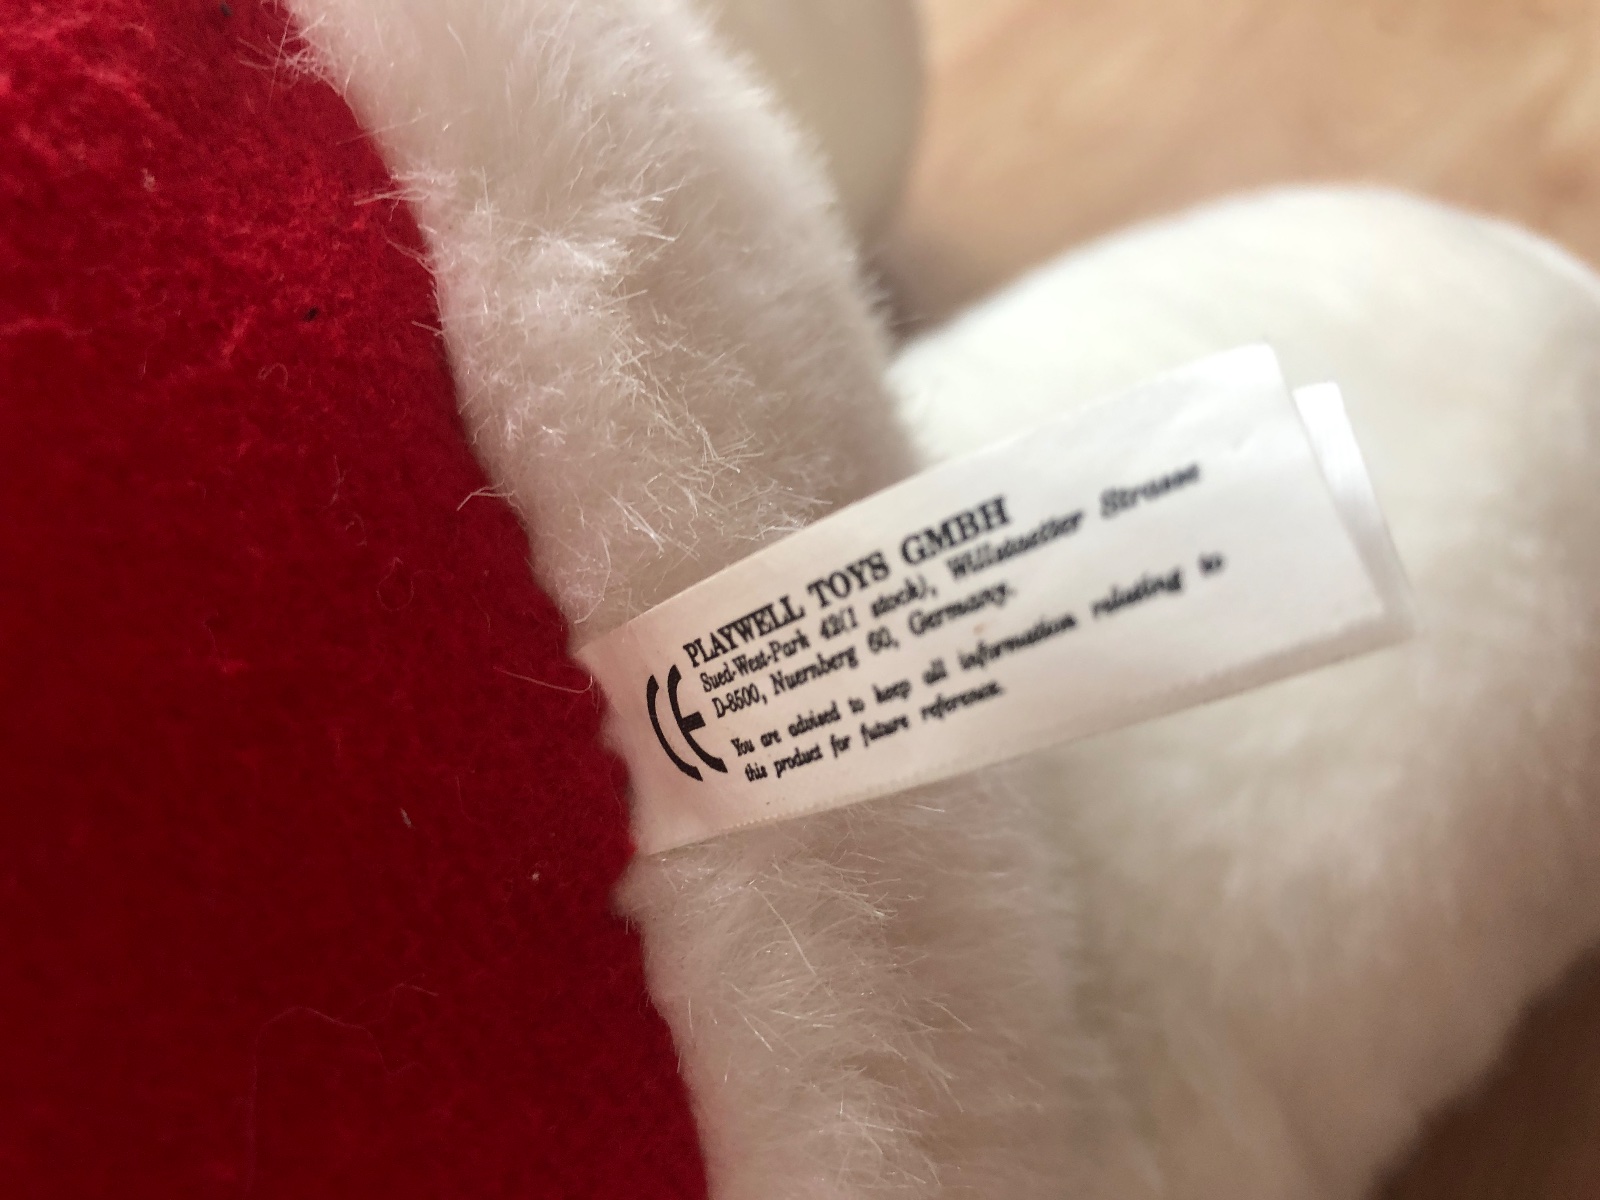 PLAYWELL TOYS GMBH
Sued-West-Park 42(1 stock), Willstaetter Strasse
D-8500, Nuernberg 60, Germany.
CE
You are advised to keep all information relating to
this product for future reference.